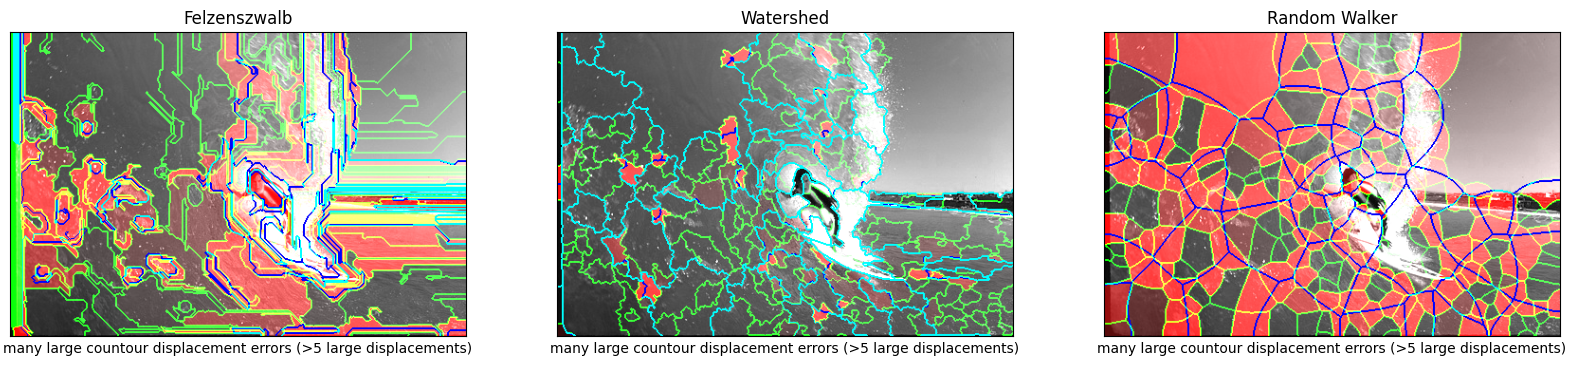 Felzenszwalb
Watershed
Random Walker
many large countour displacement errors (>5 large displacements)
many large countour displacement errors (>5 large displacements)
many large countour displacement errors (>5 large displacements)